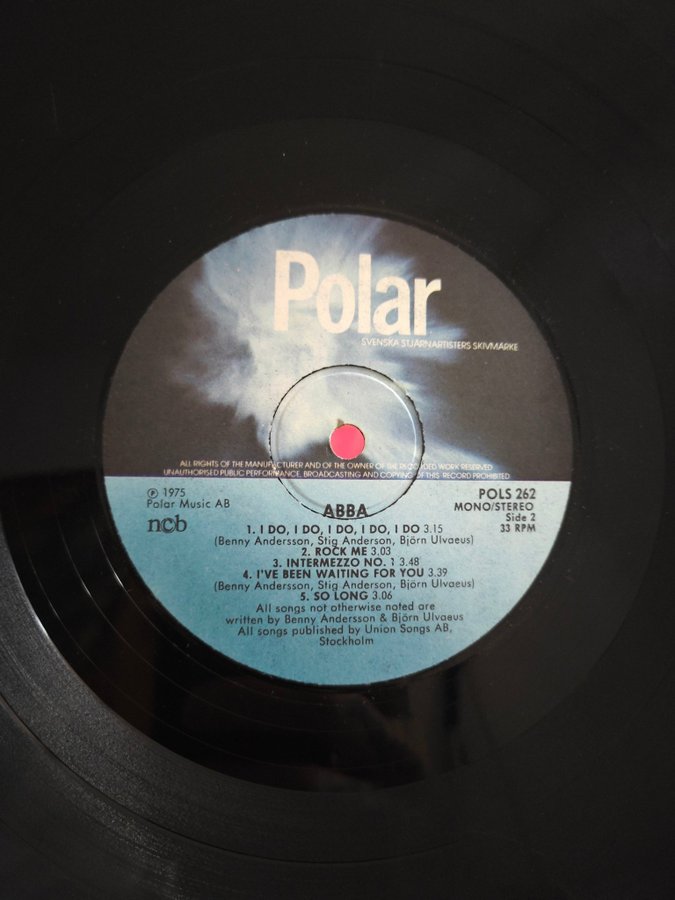 Polar
SVENSKA STJÄRNARTISTERS SKIVMÄRKE
ALL RIGHTS OF THE MANUFACTURER AND OF THE OWNER OF THE RECORDED WORK RESERVED
UNAUTHORISED PUBLIC PERFORMANCE, BROADCASTING AND COPYING OF THIS RECORD PROHIBITED
℗ 1975
Polar Music AB
ncb
POLS 262
MONO/STEREO
Side 2
33 RPM
ABBA
1. I DO, I DO, I DO, I DO, I DO 3.15
(Benny Andersson, Stig Anderson, Björn Ulvaeus)
2. ROCK ME 3.03
3. INTERMEZZO NO. 1 3.48
4. I'VE BEEN WAITING FOR YOU 3.39
(Benny Andersson, Stig Anderson, Björn Ulvaeus)
5. SO LONG 3.06
All songs not otherwise noted are
written by Benny Andersson & Björn Ulvaeus
All songs published by Union Songs AB,
Stockholm